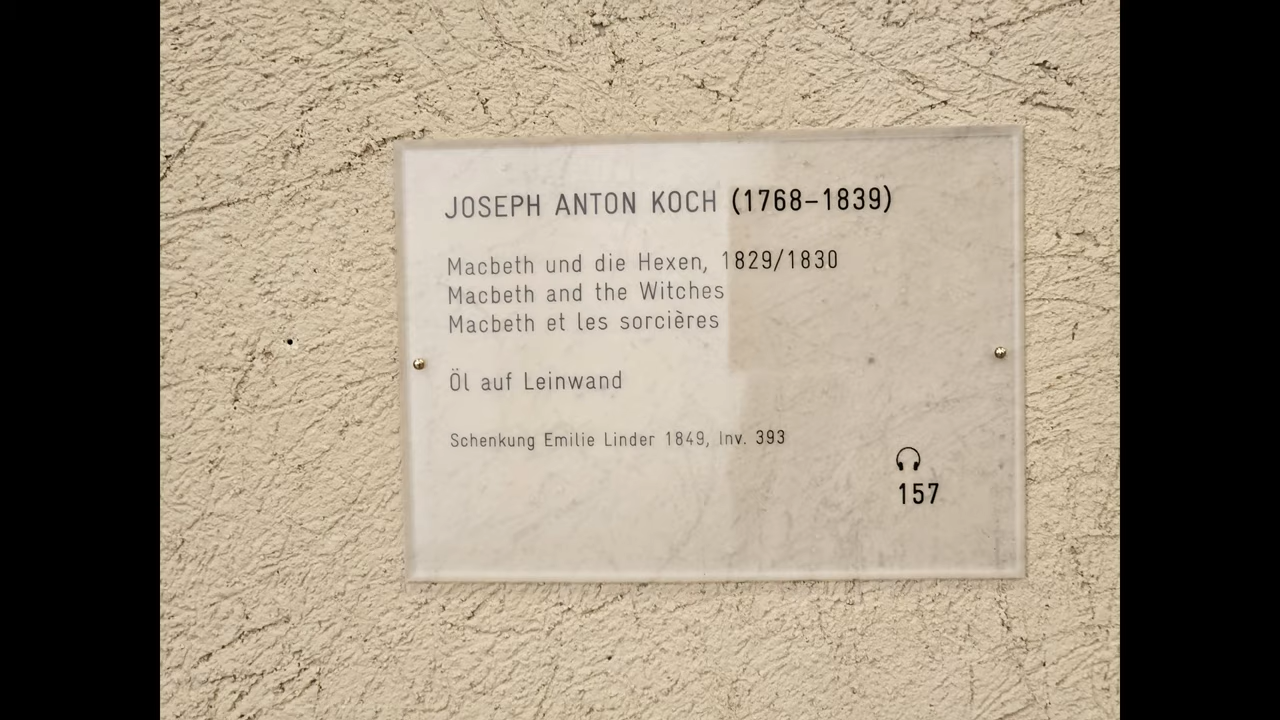 JOSEPH ANTON KOCH (1768–1839)
Macbeth und die Hexen, 1829/1830
Macbeth and the Witches
Macbeth et les sorcières
Öl auf Leinwand
Schenkung Emilie Linder 1849, Inv. 393
157